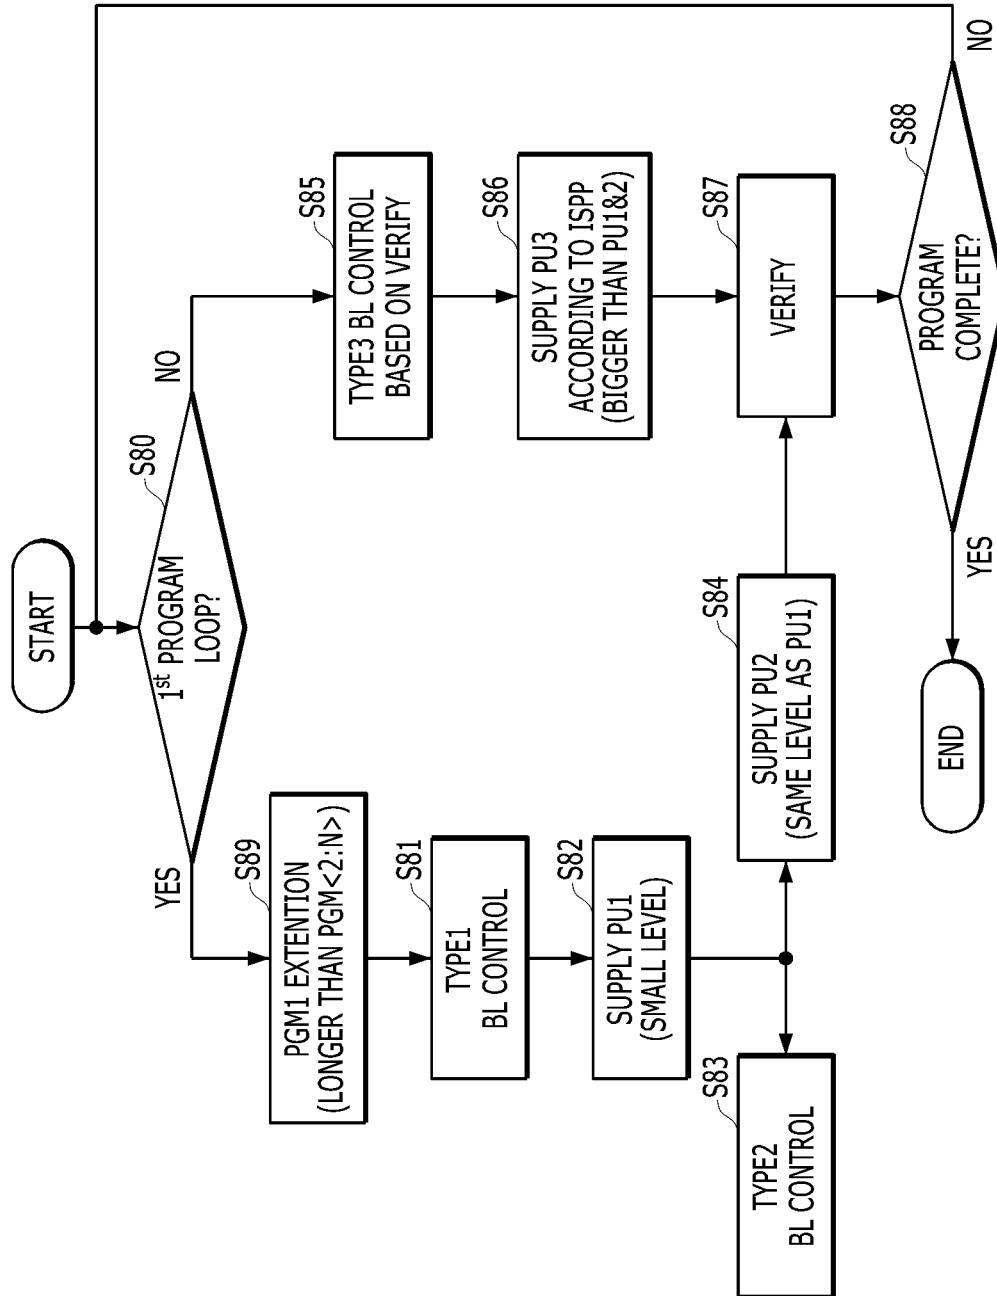 START
S80
1st PROGRAM
LOOP?
YES
NO
S89
PGM1 EXTENTION
(LONGER THAN PGM<2:N>)
S81
TYPE1
BL CONTROL
S82
SUPPLY PU1
(SMALL LEVEL)
S83
TYPE2
BL CONTROL
S84
SUPPLY PU2
(SAME LEVEL AS PU1)
S85
TYPE3 BL CONTROL
BASED ON VERIFY
S86
SUPPLY PU3
ACCORDING TO ISPP
(BIGGER THAN PU1&2)
S87
VERIFY
S88
PROGRAM
COMPLETE?
YES
NO
END